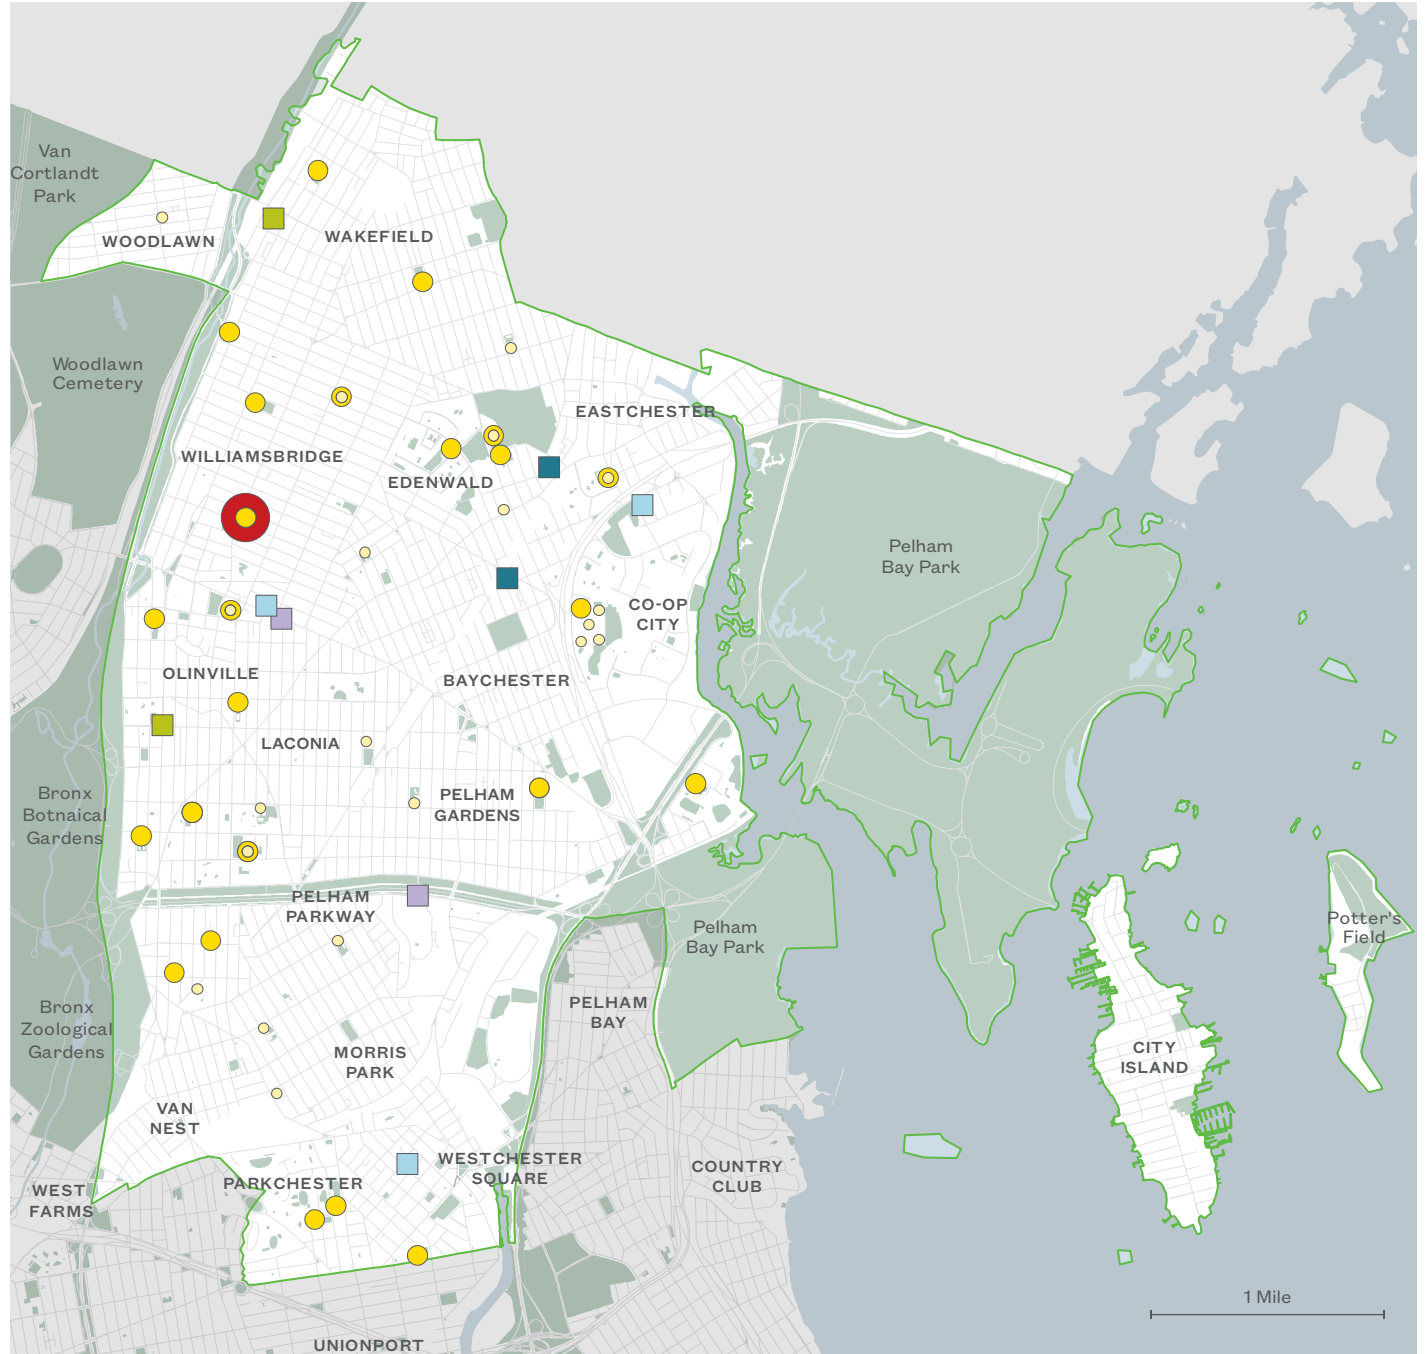 Van
Cortlandt
Park
WOODLAWN
WAKEFIELD
Woodlawn
Cemetery
EASTCHESTER
WILLIAMSBRIDGE
EDENWALD
Pelham
Bay Park
CO-OP
CITY
OLINVILLE
BAYCHESTER
LACONIA
PELHAM
GARDENS
Bronx
Botnaical
Gardens
PELHAM
PARKWAY
Pelham
Bay Park
Potter's
Field
PELHAM
BAY
Bronx
Zoological
Gardens
MORRIS
PARK
CITY
ISLAND
VAN
NEST
WESTCHESTER
SQUARE
COUNTRY
CLUB
PARKCHESTER
WEST
FARMS
1 Mile
UNIONPORT